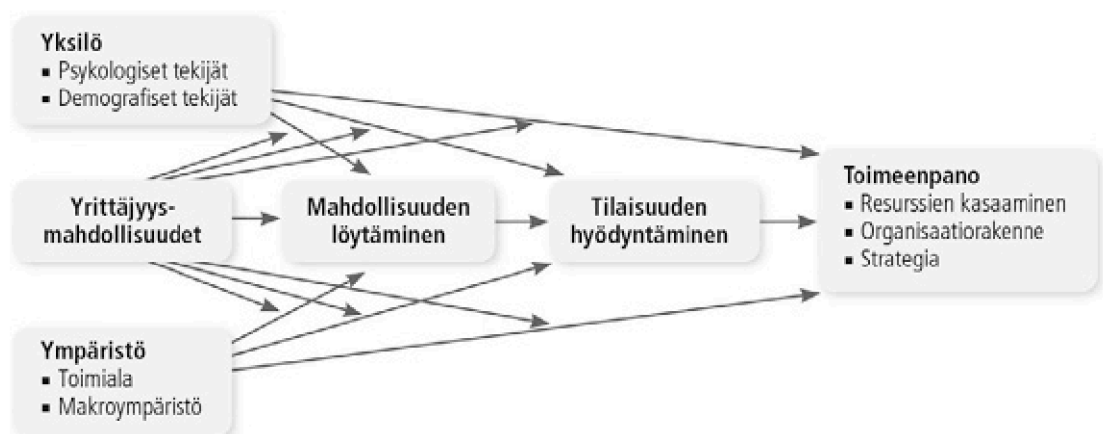 Yksilö
▪ Psykologiset tekijät
▪ Demografiset tekijät
Yrittäjyys-
mahdollisuudet
Mahdollisuuden
löytäminen
Tilaisuuden
hyödyntäminen
Toimeenpano
▪ Resurssien kasaaminen
▪ Organisaatiorakenne
▪ Strategia
Ympäristö
▪ Toimiala
▪ Makroympäristö